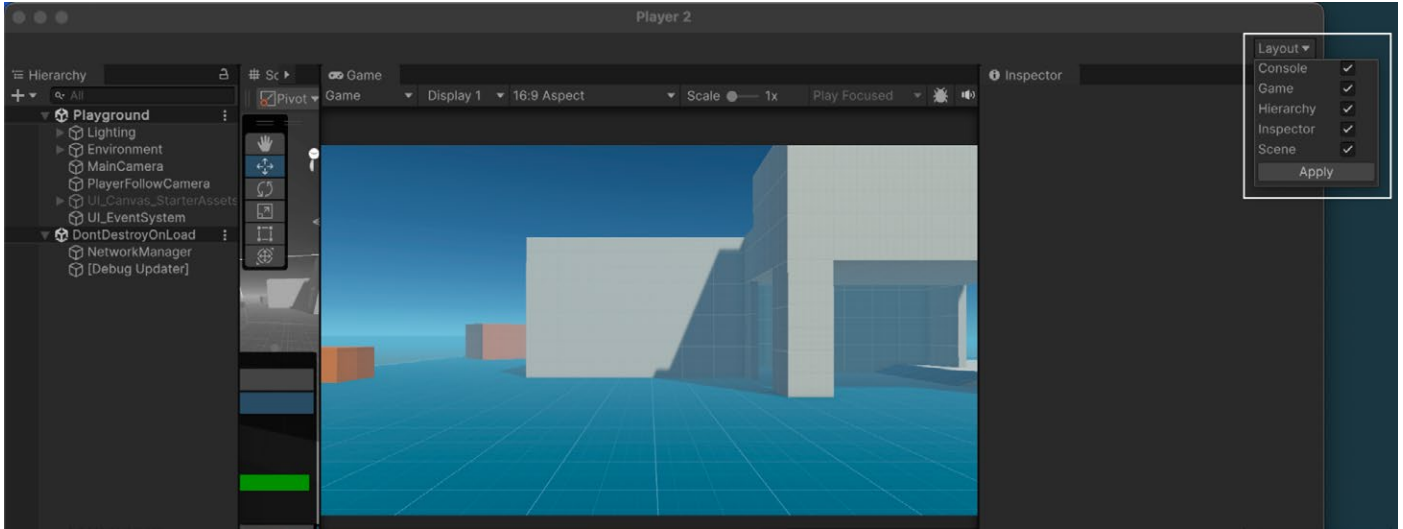 Player 2
Layout
Console
Game
Hierarchy
Inspector
Scene
Apply
Hierarchy
All
Playground
Lighting
Environment
MainCamera
PlayerFollowCamera
UI_Canvas_StarterAssets
UI_EventSystem
DontDestroyOnLoad
NetworkManager
[Debug Updater]
Sc
Pivot
Game
Game Display 1 16:9 Aspect Scale 1x Play Focused
Inspector